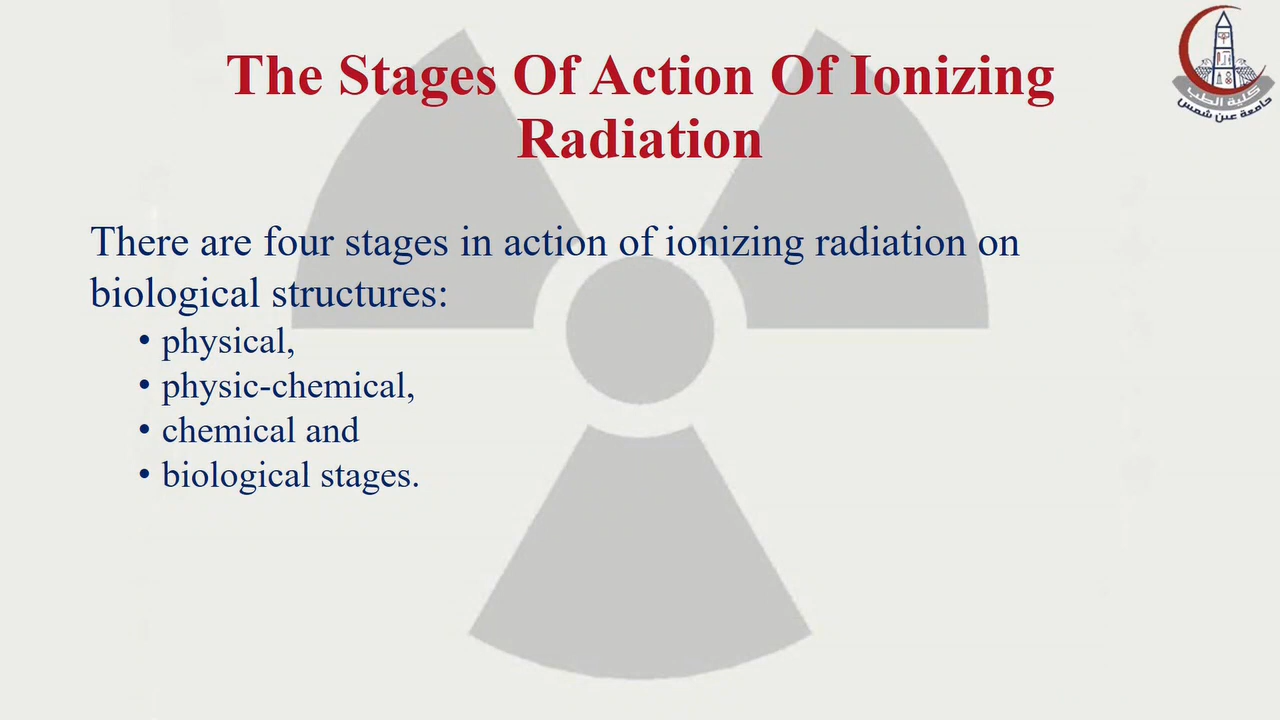 The Stages Of Action Of Ionizing
Radiation
كلية الطب
جامعة عين شمس
There are four stages in action of ionizing radiation on
biological structures:
• physical,
• physic-chemical,
• chemical and
• biological stages.